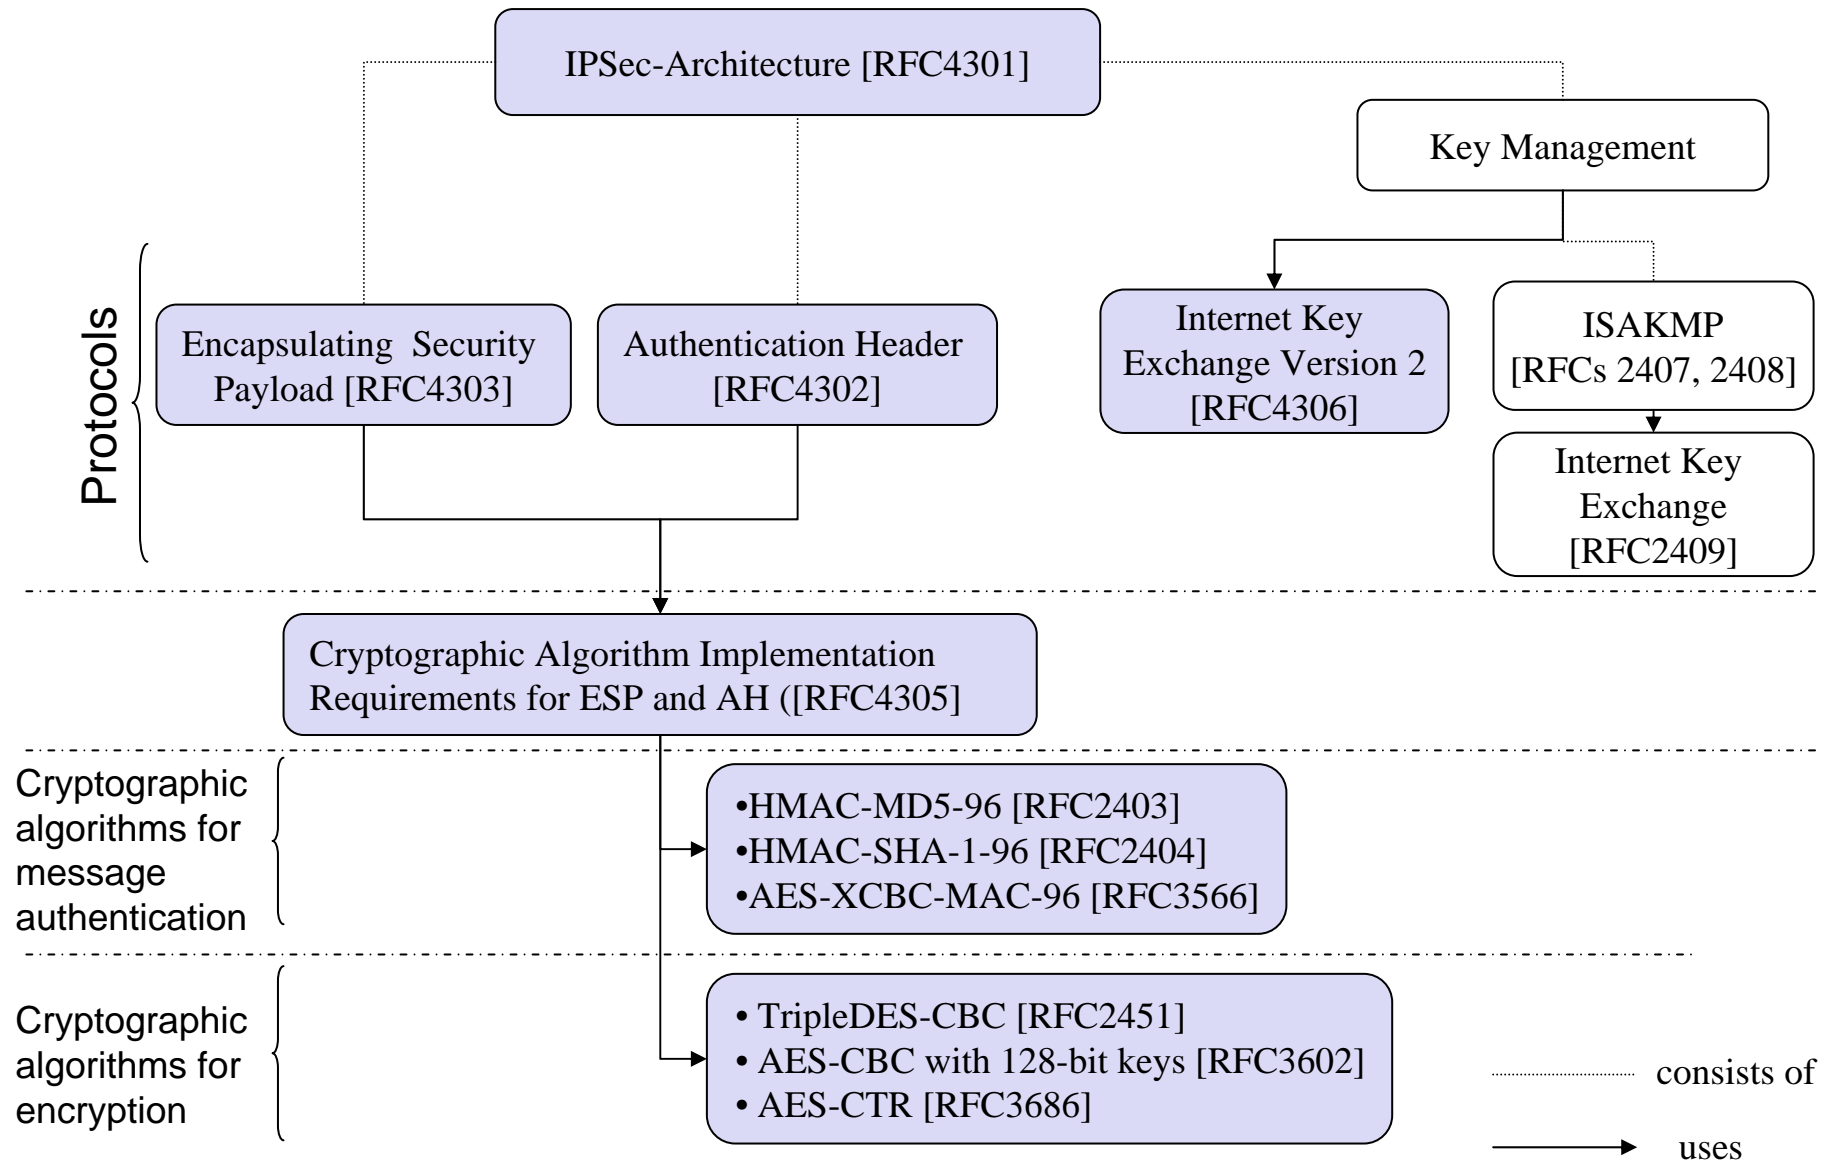 IPSec-Architecture [RFC4301]
Key Management
Protocols
Encapsulating  Security
Payload [RFC4303]
Authentication Header
[RFC4302]
Internet Key
Exchange Version 2
[RFC4306]
ISAKMP
[RFCs 2407, 2408]
Internet Key
Exchange
[RFC2409]
Cryptographic Algorithm Implementation
Requirements for ESP and AH ([RFC4305]
Cryptographic
algorithms for
message
authentication
•HMAC-MD5-96 [RFC2403]
•HMAC-SHA-1-96 [RFC2404]
•AES-XCBC-MAC-96 [RFC3566]
Cryptographic
algorithms for
encryption
• TripleDES-CBC [RFC2451]
• AES-CBC with 128-bit keys [RFC3602]
• AES-CTR [RFC3686]
consists of
uses